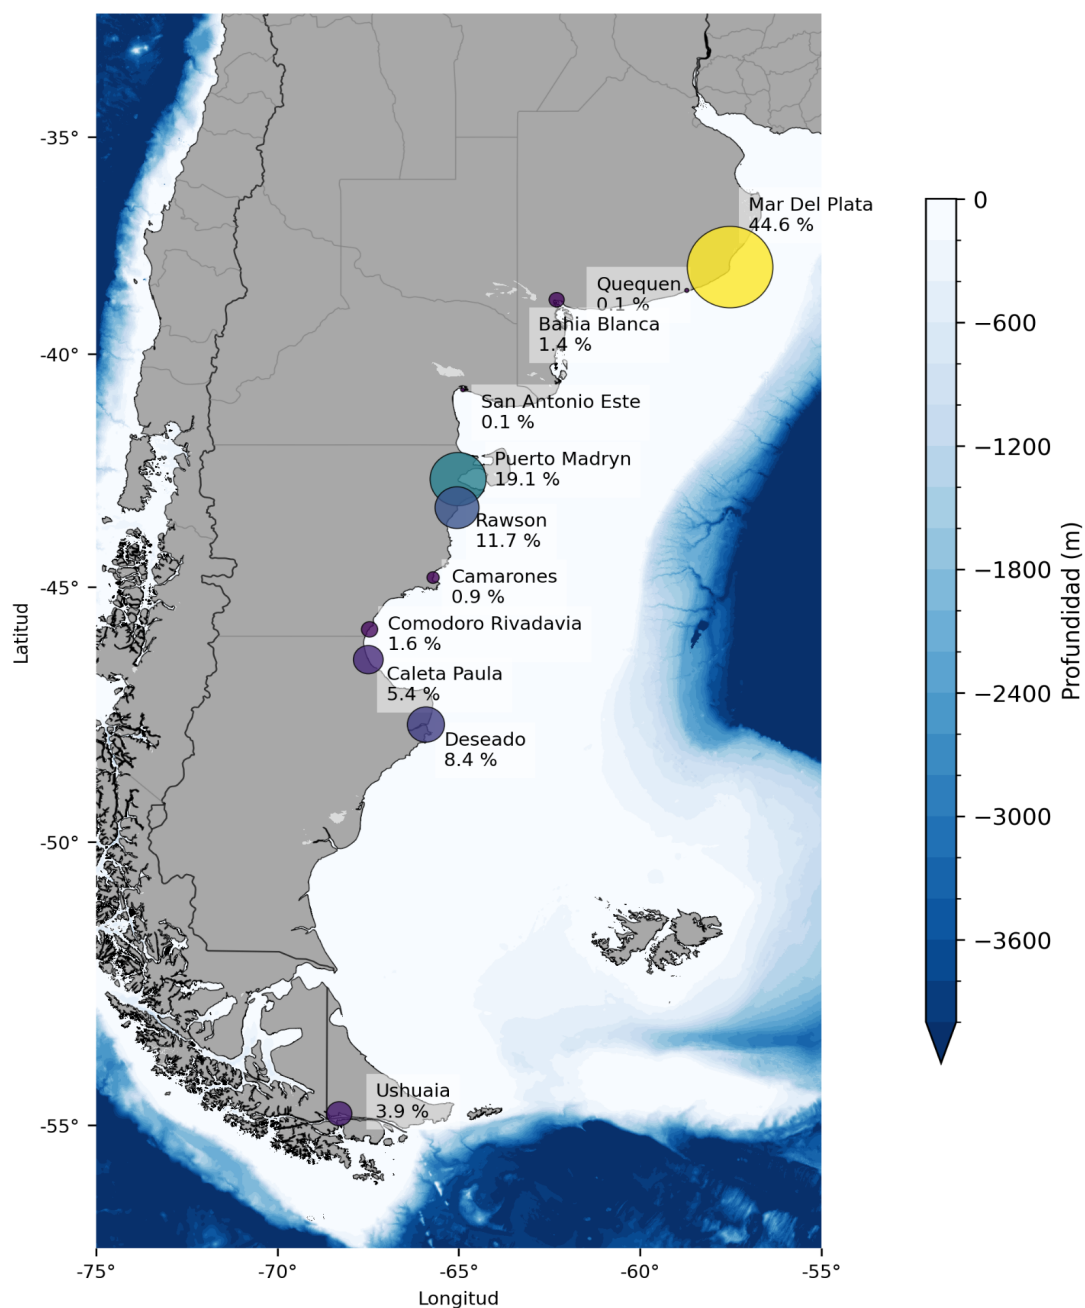 -35°
-40°
-45°
-50°
-55°
Latitud
Mar Del Plata
44.6 %
Quequen
0.1 %
Bahia Blanca
1.4 %
San Antonio Este
0.1 %
Puerto Madryn
19.1 %
Rawson
11.7 %
Camarones
0.9 %
Comodoro Rivadavia
1.6 %
Caleta Paula
5.4 %
Deseado
8.4 %
Ushuaia
3.9 %
-75°
-70°
-65°
-60°
-55°
Longitud
0
−600
−1200
−1800
−2400
−3000
−3600
Profundidad (m)